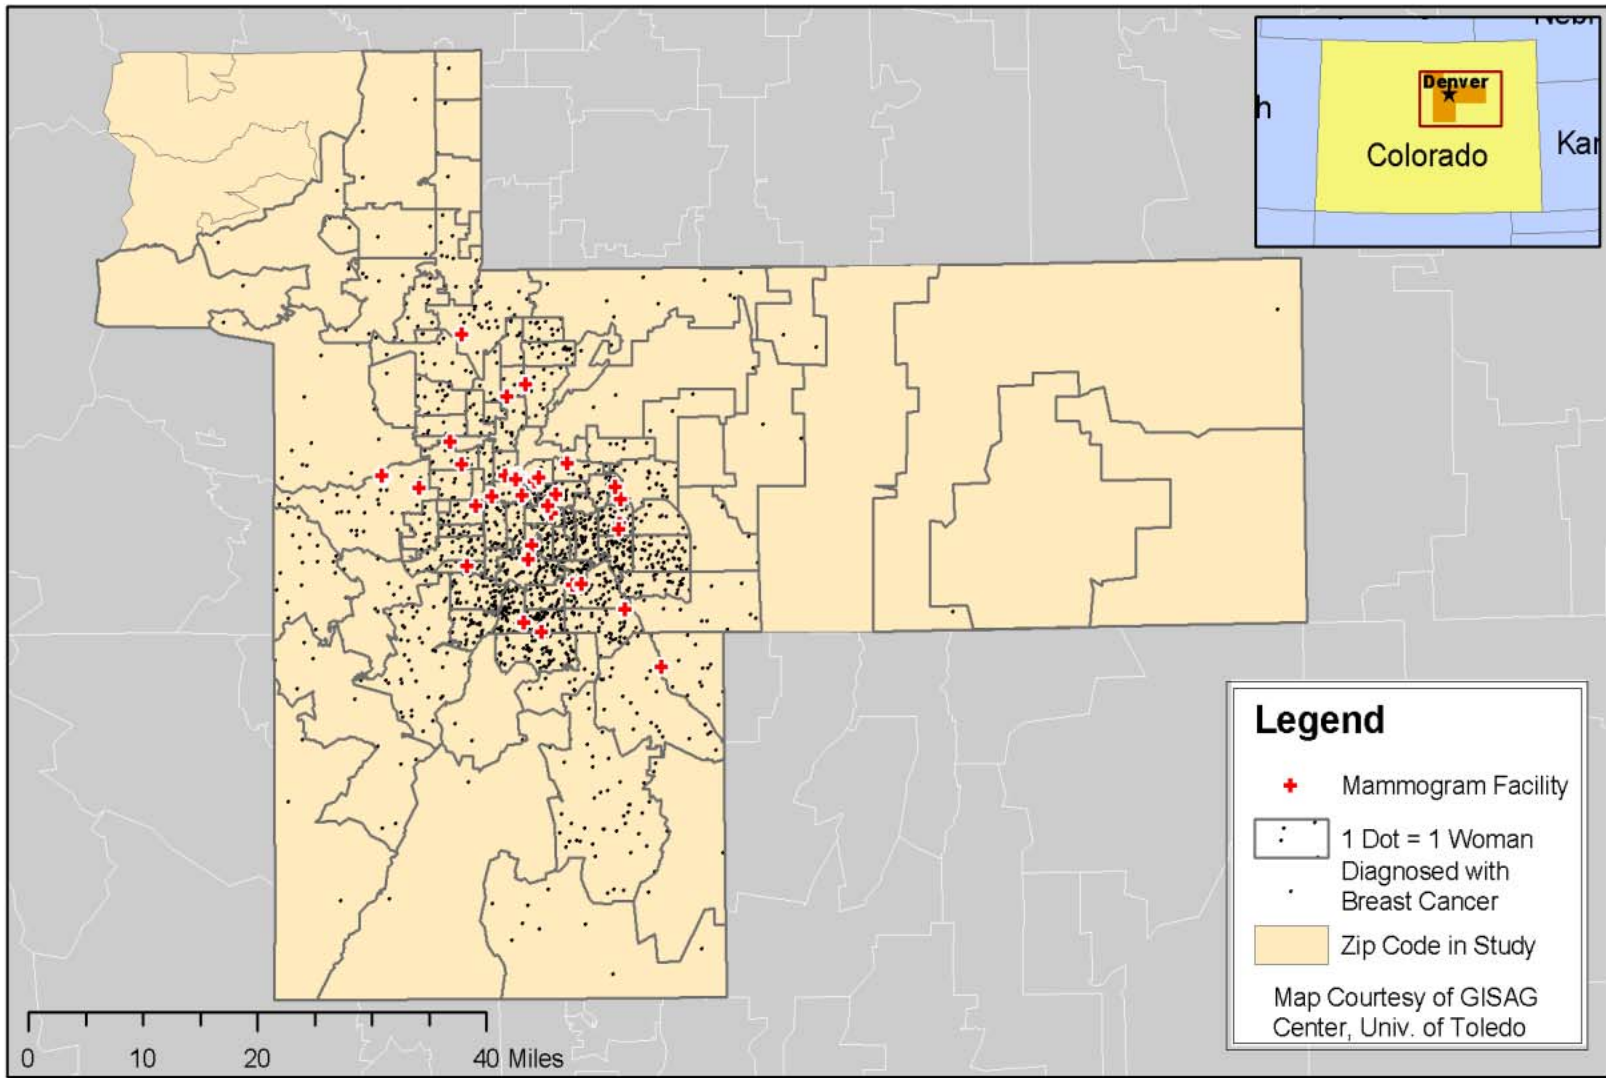 Denver
h
Colorado
Legend
Mammogram Facility
1 Dot = 1 Woman
Diagnosed with
Breast Cancer
Zip Code in Study
Map Courtesy of GISAG
Center, Univ. of Toledo
0 10 20 40 Miles